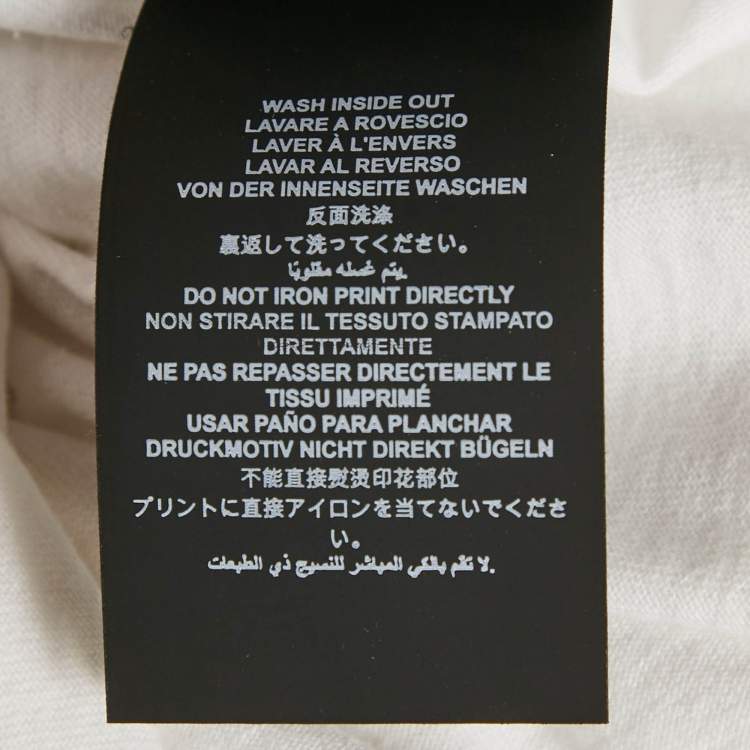 WASH INSIDE OUT
LAVARE A ROVESCIO
LAVER À L'ENVERS
LAVAR AL REVERSO
VON DER INNENSEITE WASCHEN
反面洗涤
裏返して洗ってください。
يتم غسله مقلوبًا.
DO NOT IRON PRINT DIRECTLY
NON STIRARE IL TESSUTO STAMPATO
DIRETTAMENTE
NE PAS REPASSER DIRECTEMENT LE
TISSU IMPRIMÉ
USAR PAÑO PARA PLANCHAR
DRUCKMOTIV NICHT DIREKT BÜGELN
不能直接熨烫印花部位
プリントに直接アイロンを当てないでくださ
い。
لا تقم بالكي المباشر للنسيج ذي الطبعات.